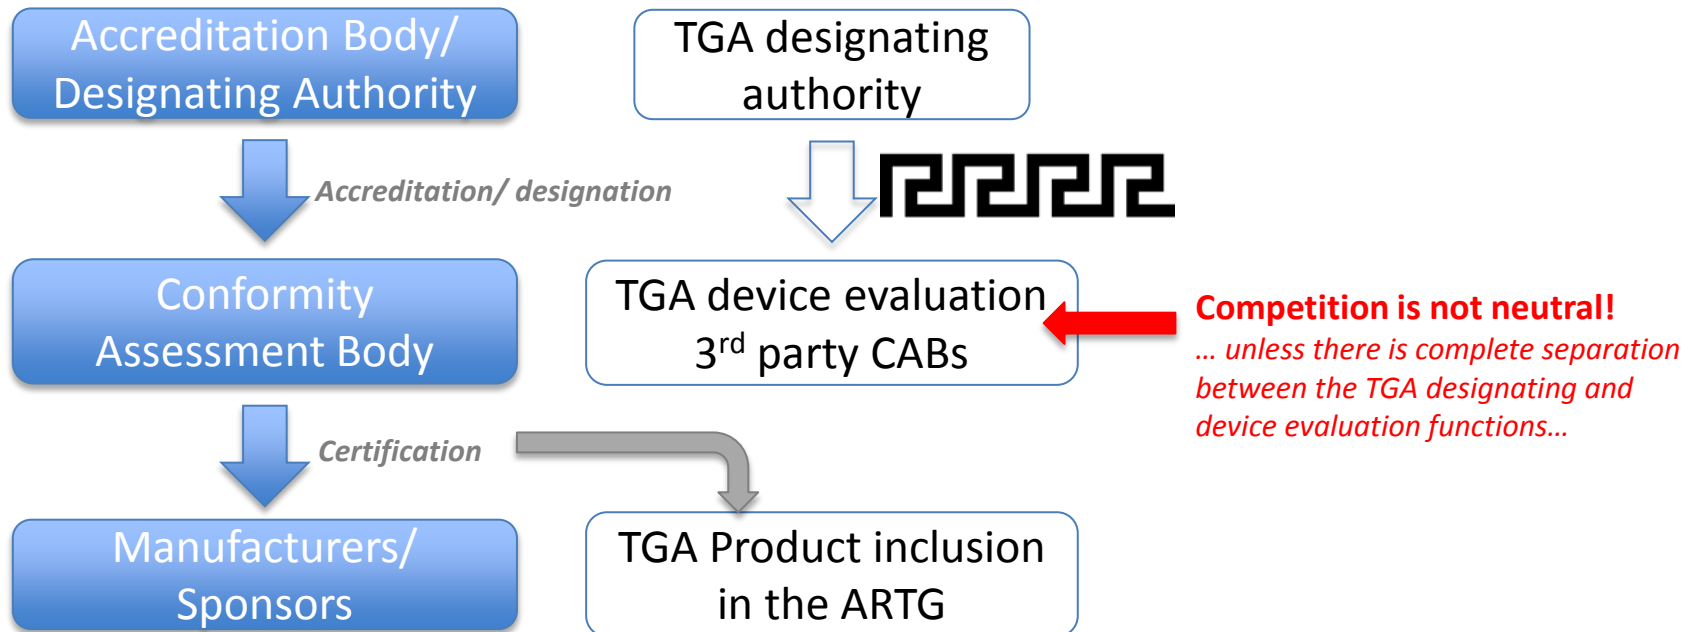 Accreditation Body/
Designating Authority
TGA designating
authority
Accreditation/ designation
Conformity
Assessment Body
TGA device evaluation
3rd party CABs
Competition is not neutral!
... unless there is complete separation
between the TGA designating and
device evaluation functions...
Certification
Manufacturers/
Sponsors
TGA Product inclusion
in the ARTG